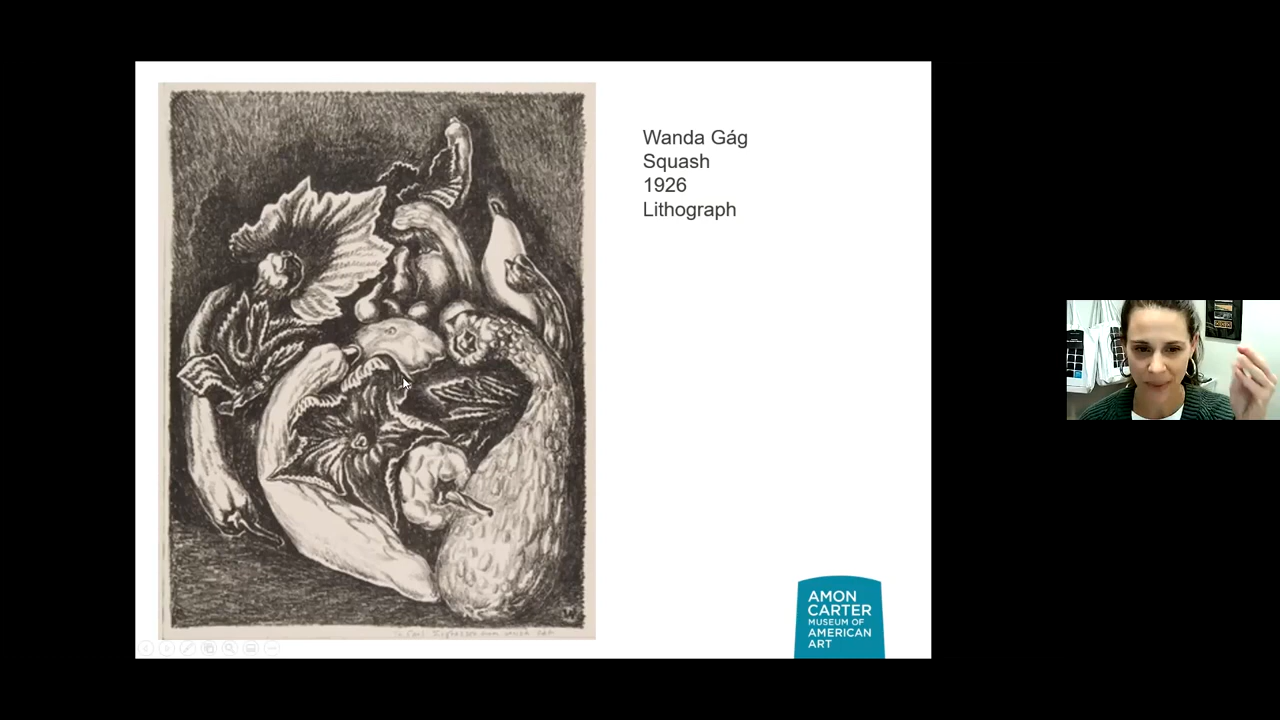 Wanda Gág
Squash
1926
Lithograph
AMON
CARTER
MUSEUM OF
AMERICAN
ART